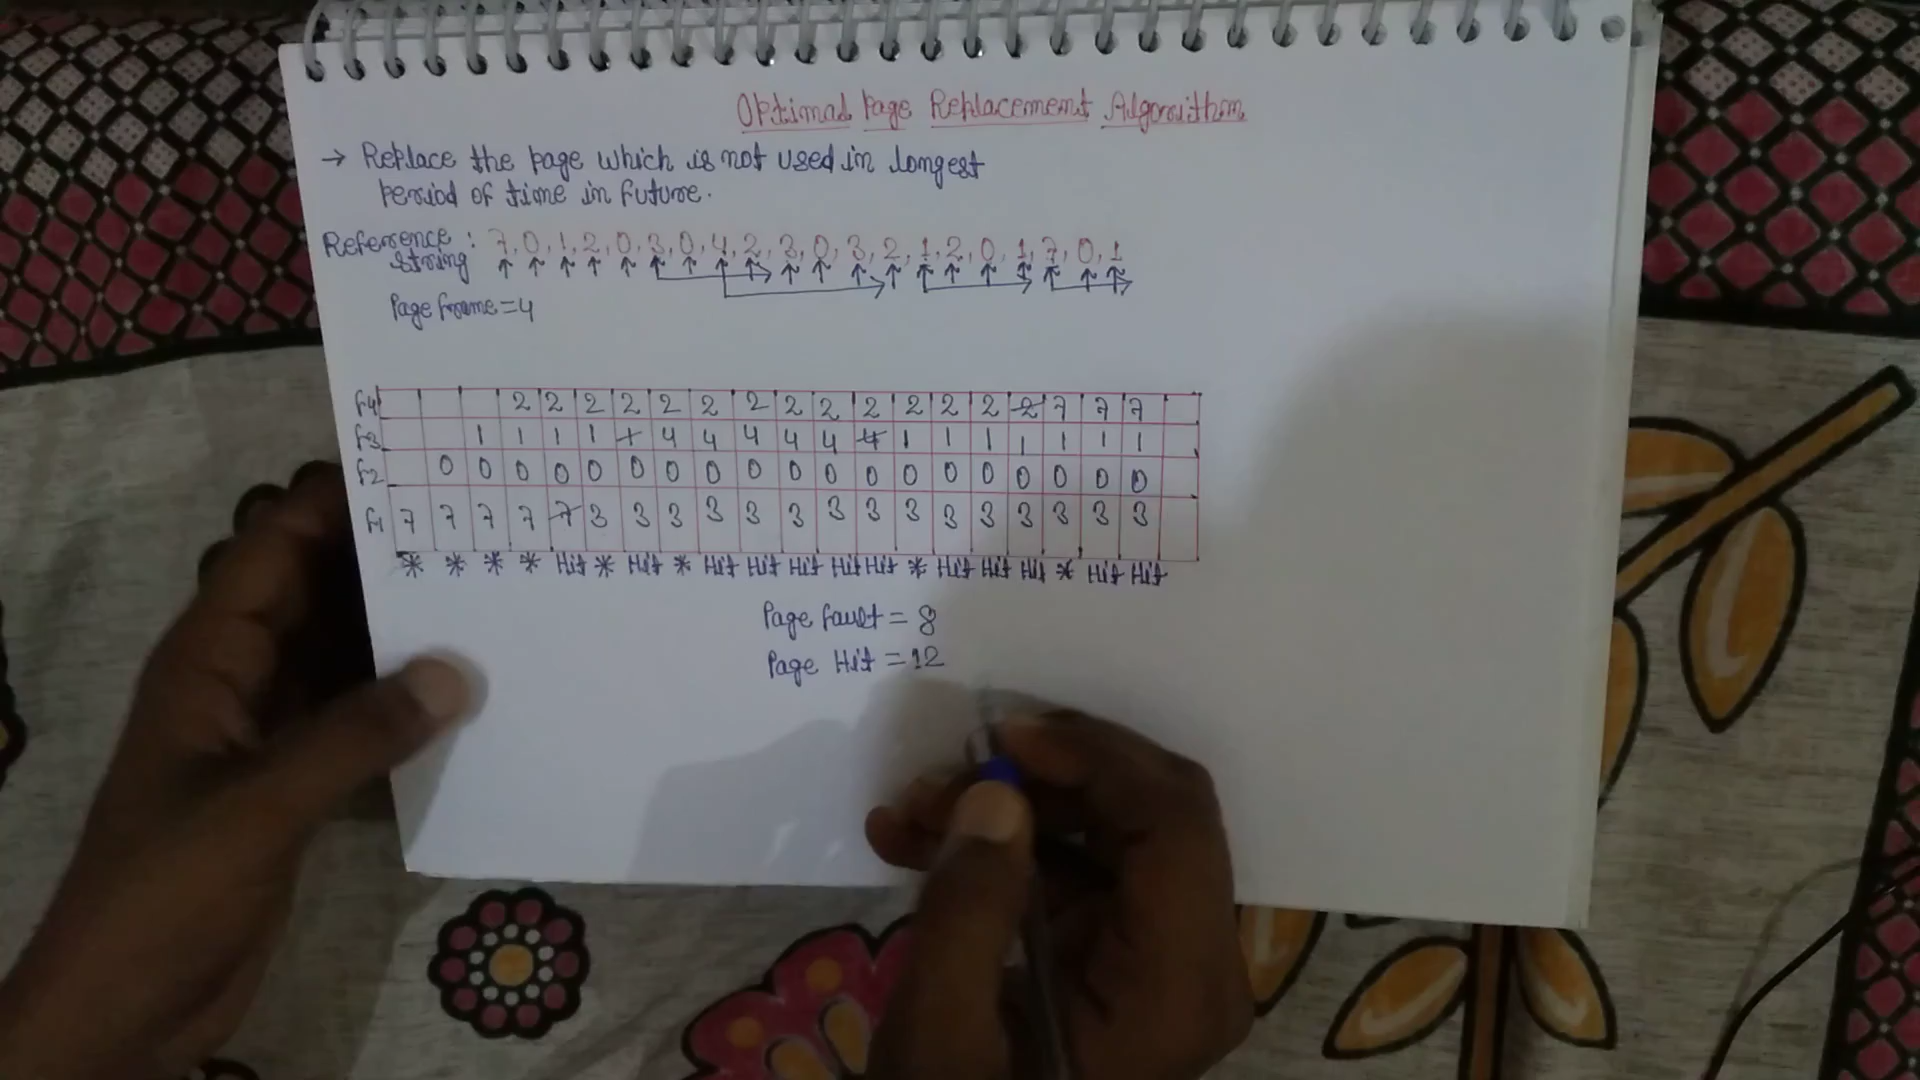 Optimal Page Replacement Algorithm
→ Replace the page which is not used in longest
period of time in future.
Reference : 7,0,1,2,0,3,0,4,2,3,0,3,2,1,2,0,1,7,0,1
string
Page frame = 4
f4 2 2 2 2 2 2 2 2 2 2 2 2 2 2 7 7 7
f3 1 1 1 1 1 4 4 4 4 4 4 1 1 1 1 1 1 1
f2 0 0 0 0 0 0 0 0 0 0 0 0 0 0 0 0 0 0 0
f1 7 7 7 7 7 3 3 3 3 3 3 3 3 3 3 3 3 3 3 3
* * * * Hit * Hit * Hit Hit Hit Hit Hit * Hit Hit Hit * Hit Hit
Page fault = 8
Page Hit = 12